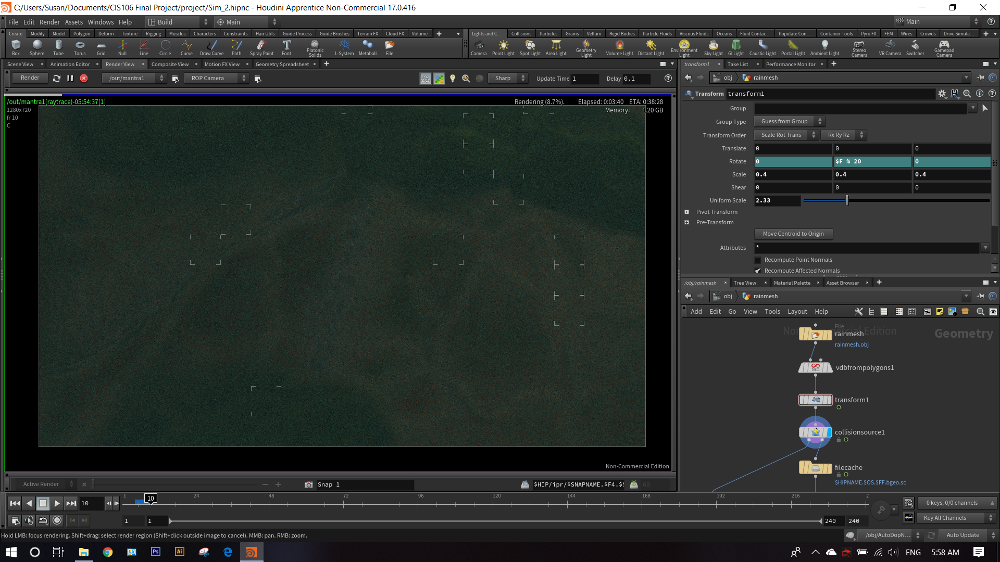 C:/Users/Susan/Documents/CIS106 Final Project/project/Sim_2.hipnc - Houdini Apprentice Non-Commercial 17.0.416
File Edit Render Assets Windows Help Build Main Main
Create Modify Model Polygon Deform Texture Rigging Muscles Characters Constraints Hair Utils Guide Process Guide Brushes Terrain FX Cloud FX Volume
Lights and C... Collisions Particles Grains Vellum Rigid Bodies Particle Fluids Viscous Fluids Oceans Fluid Contai... Populate Con... Container Tools Pyro FX FEM Wires Crowds Drive Simula...
Box Sphere Tube Torus Grid Null Line Circle Curve Draw Curve Path Spray Paint Font Platonic Solids L-System Metaball File
Camera Point Light Spot Light Area Light Geometry Light Volume Light Distant Light Environment Light Sky Light GI Light Caustic Light Portal Light Ambient Light Stereo Camera VR Camera Switcher Gamepad Camera
Scene View Animation Editor Render View Composite View Motion FX View Geometry Spreadsheet
transform1 Take List Performance Monitor
Render /out/mantra1 ROP Camera Sharp Update Time 1 Delay 0.1
obj rainmesh
/out/mantra1(raytrace)-05:54:37[1]
Rendering (8.7%). Elapsed: 0:03:40 ETA: 0:38:28
1280x720
Memory: 1.20 GB
fr 10
C
Transform transform1
Group
Group Type Guess from Group
Transform Order Scale Rot Trans Rx Ry Rz
Translate 0 0 0
Rotate 0 $F % 20 0
Scale 0.4 0.4 0.4
Shear 0 0 0
Uniform Scale 2.33
Pivot Transform
Pre-Transform
Move Centroid to Origin
Attributes *
Recompute Point Normals
Recompute Affected Normals
/obj/rainmesh Tree View Material Palette Asset Browser
obj rainmesh
Add Edit Go View Tools Layout Help
Non-Commercial Edition
Geometry
File
rainmesh
rainmesh.obj
vdbfrompolygons1
transform1
collisionsource1
filecache
$HIPNAME.$OS.$FF.bgeo.sc
Non-Commercial Edition
Active Render Snap 1 $HIP/ipr/$SNAPNAME.$F4.$ 60
10 1 10 24 48 72 96 120 144 168 192 216 2
0 keys, 0/0 channels
1 1 240 240
Key All Channels
Hold LMB: focus rendering. Shift+drag: select render region (Shift+click outside image to cancel). MMB: pan. RMB: zoom.
/obj/AutoDopN... Auto Update
ENG 5:58 AM